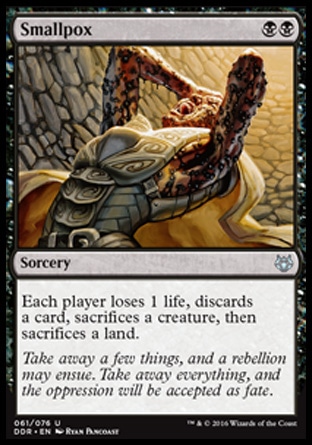 Smallpox
Sorcery
Each player loses 1 life, discards
a card, sacrifices a creature, then
sacrifices a land.
Take away a few things, and a rebellion
may ensue. Take away everything, and
the oppression will be accepted as fate.
061/076 U
DDR • EN RYAN PANCOAST
™ & © 2016 Wizards of the Coast